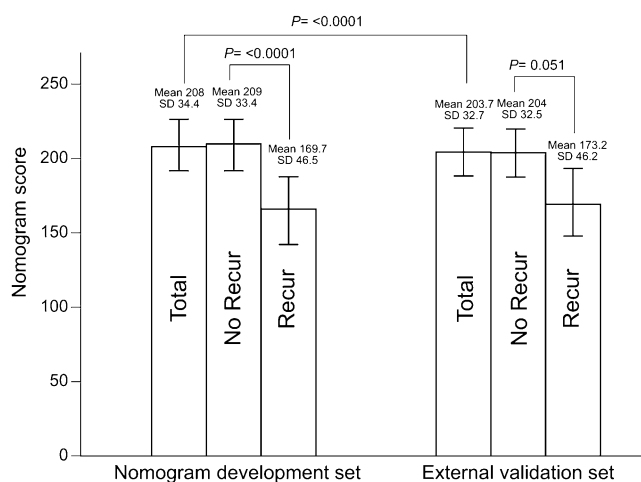 P= <0.0001
P= <0.0001
P= 0.051
Mean 208
SD 34.4
Mean 209
SD 33.4
Mean 169.7
SD 46.5
Mean 203.7
SD 32.7
Mean 204
SD 32.5
Mean 173.2
SD 46.2
Nomogram score
250
200
150
100
50
0
Total
No Recur
Recur
Total
No Recur
Recur
Nomogram development set
External validation set